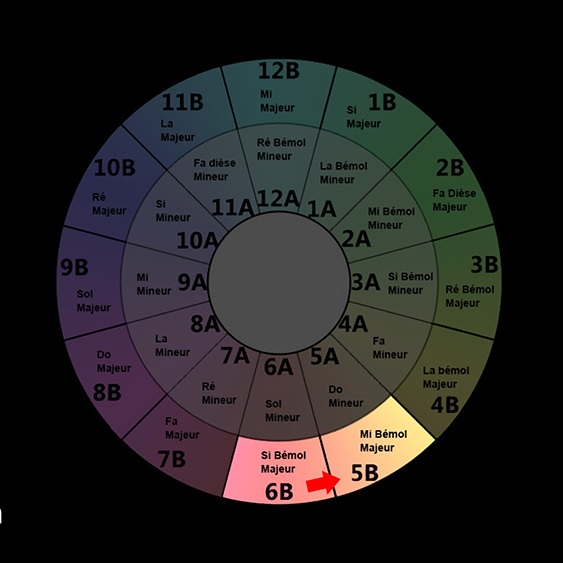 12B
Mi
Majeur
1B
Si
Majeur
2B
Fa Dièse
Majeur
3B
Ré Bémol
Majeur
La bémol
Majeur
4B
Mi Bémol
Majeur
5B
Si Bémol
Majeur
6B
Fa
Majeur
7B
Do
Majeur
8B
9B
Sol
Majeur
10B
Ré
Majeur
11B
La
Majeur
Ré Bémol
Mineur
12A
La Bémol
Mineur
1A
Mi Bémol
Mineur
2A
3A
Si Bémol
Mineur
4A
Fa
Mineur
5A
Do
Mineur
6A
Sol
Mineur
7A
Ré
Mineur
8A
La
Mineur
Mi
Mineur
9A
Si
Mineur
10A
Fa dièse
Mineur
11A